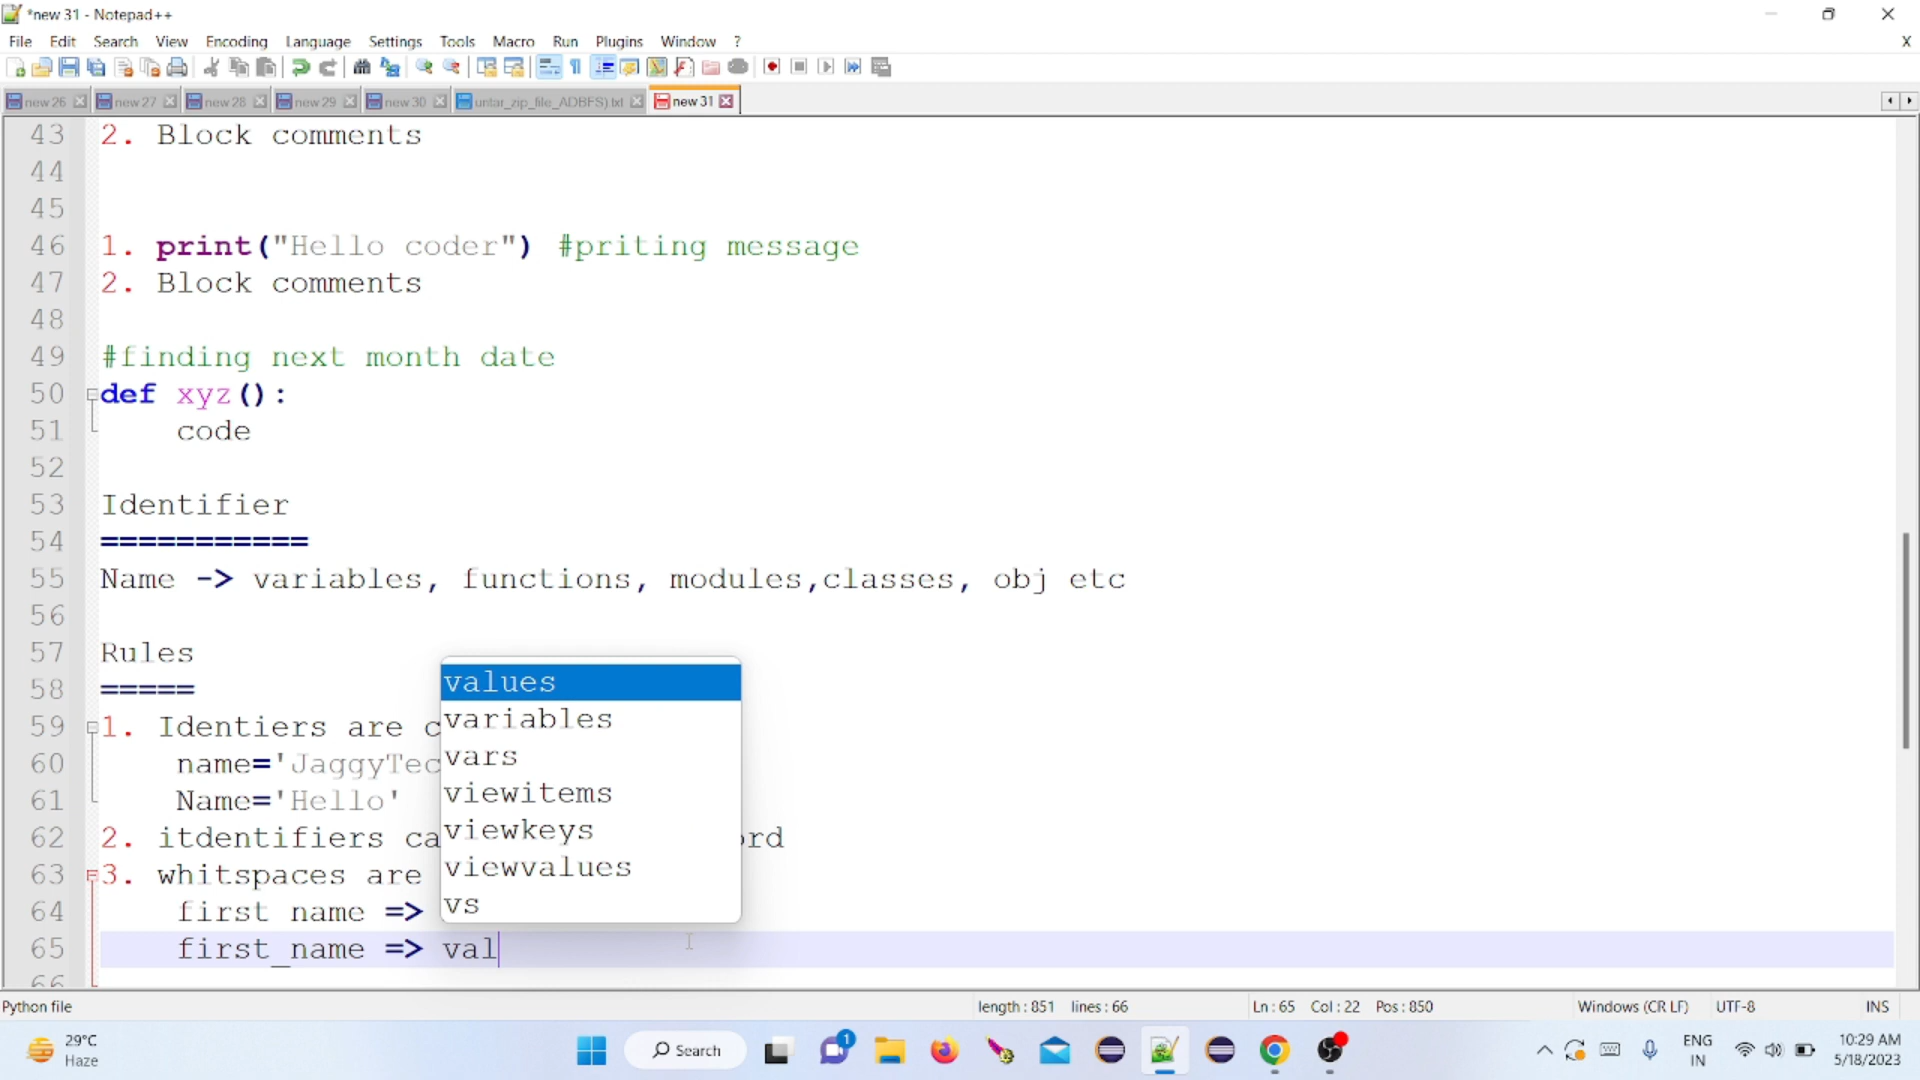 *new 31 - Notepad++
File Edit Search View Encoding Language Settings Tools Macro Run Plugins Window ? X
new 26 new 27 new 28 new 29 new 30 untar_zip_file_ADBFS).txt new 31
43 2. Block comments
44
45
46 1. print("Hello coder") #priting message
47 2. Block comments
48
49 #finding next month date
50 def xyz():
51 code
52
53 Identifier
54 ===========
55 Name -> variables, functions, modules,classes, obj etc
56
57 Rules
58 =====
59 1. Identiers are c
60 name='JaggyTec
61 Name='Hello'
62 2. itdentifiers ca rd
63 3. whitspaces are
64 first name =>
65 first_name => val
66
values
variables
vars
viewitems
viewkeys
viewvalues
vs
Python file length : 851 lines : 66 Ln : 65 Col : 22 Pos : 850 Windows (CR LF) UTF-8 INS
29°C
Haze
Search
1
ENG
IN
10:29 AM
5/18/2023